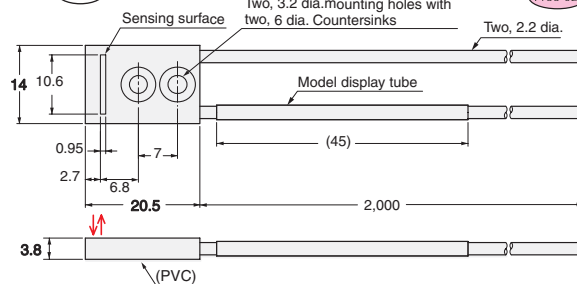 Two, 3.2 dia.mounting holes with
two, 6 dia. Countersinks
Sensing surface
Two, 2.2 dia.
14
10.6
Model display tube
0.95
7
(45)
2.7
6.8
20.5
2,000
3.8
(PVC)